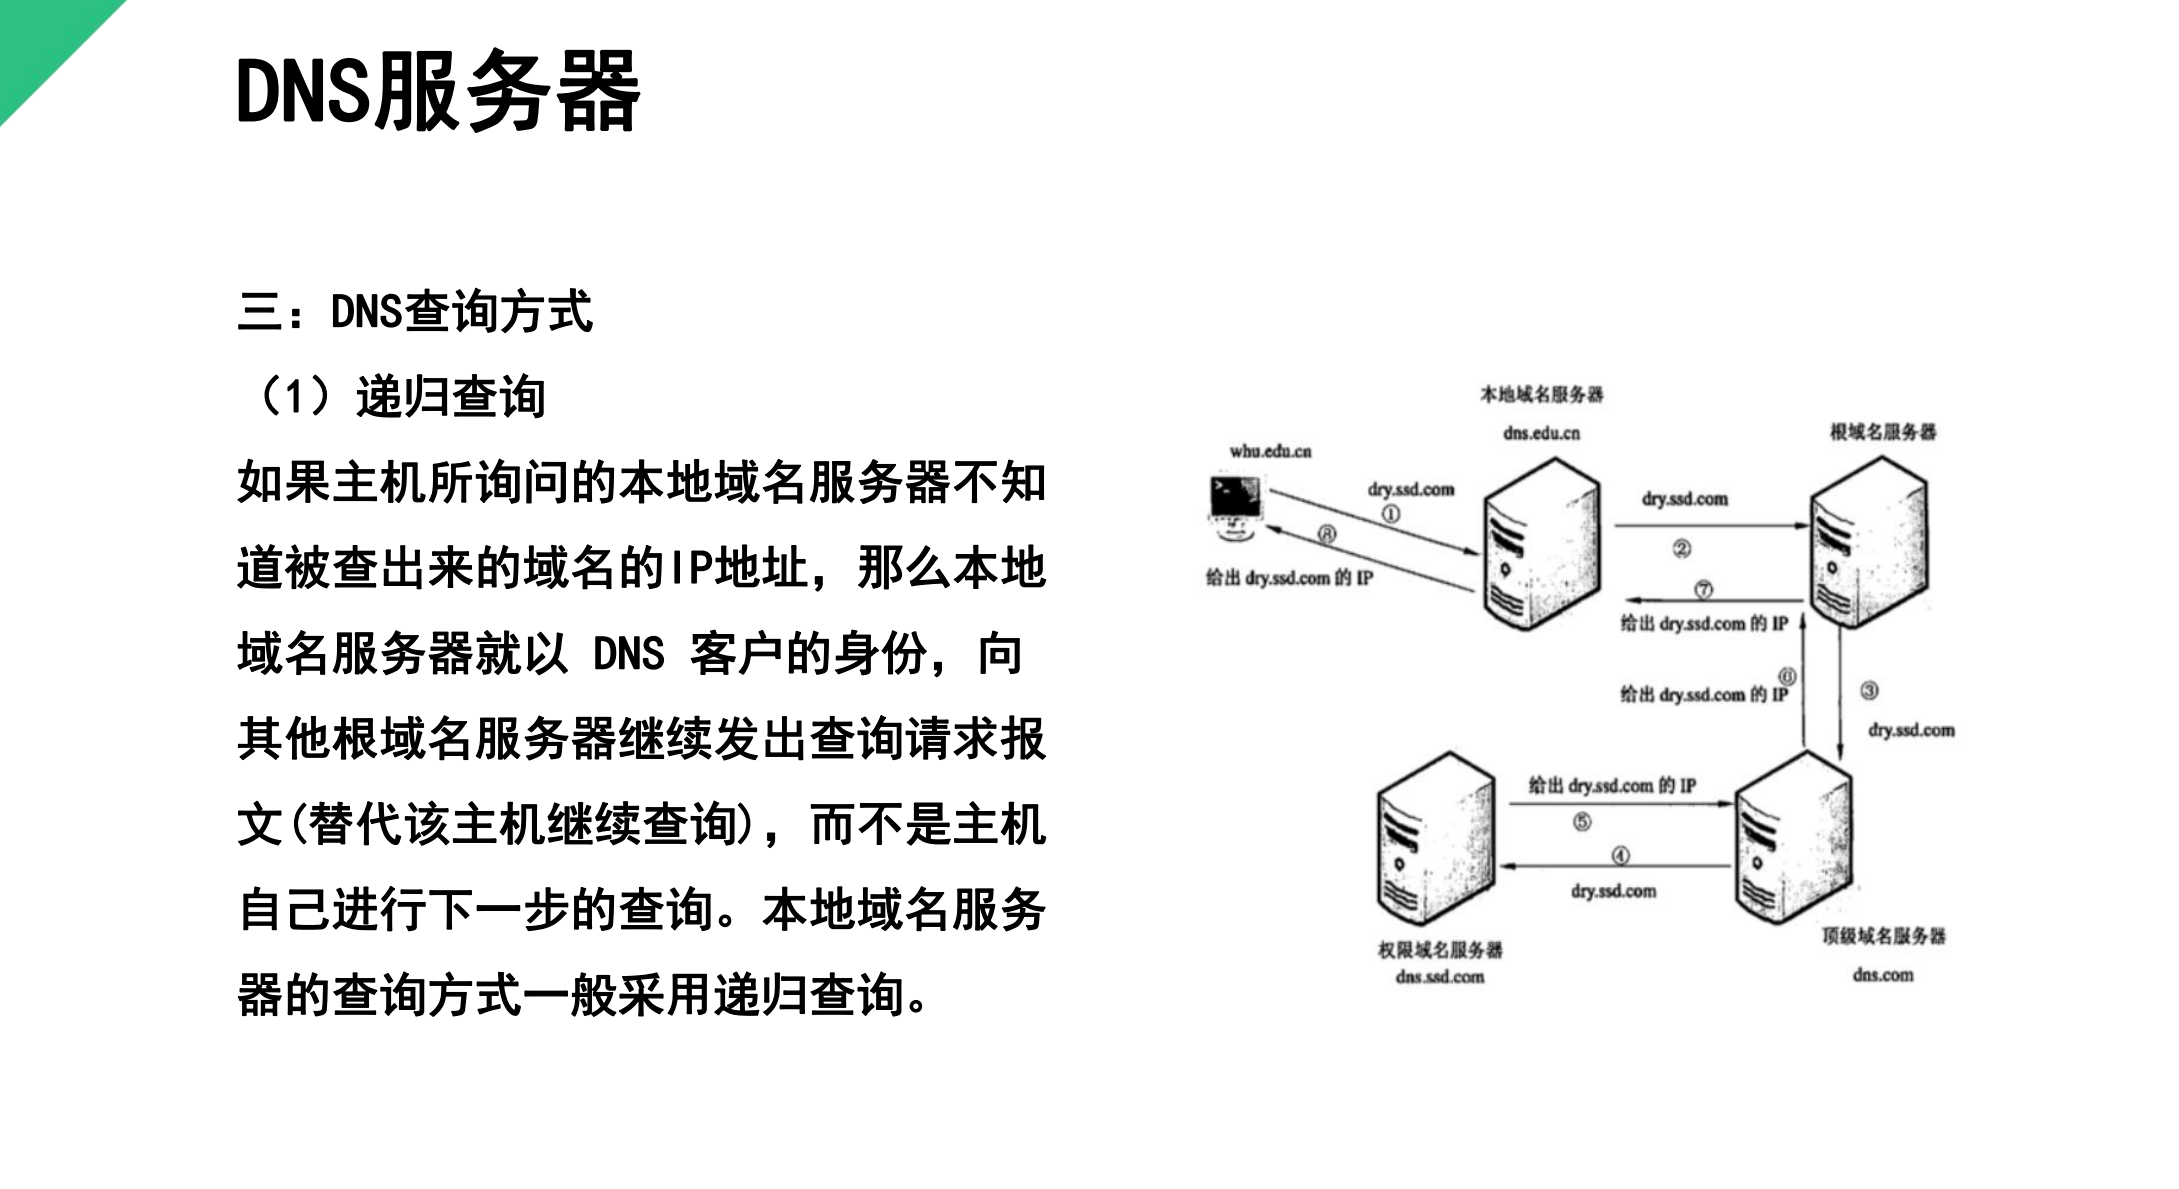 DNS服务器
三：DNS查询方式
（1）递归查询
如果主机所询问的本地域名服务器不知
道被查出来的域名的IP地址，那么本地
域名服务器就以 DNS 客户的身份，向
其他根域名服务器继续发出查询请求报
文(替代该主机继续查询)，而不是主机
自己进行下一步的查询。本地域名服务
器的查询方式一般采用递归查询。
本地域名服务器
dns.edu.cn
根域名服务器
whu.edu.cn
dry.ssd.com
①
⑧
给出 dry.ssd.com 的 IP
dry.ssd.com
②
⑦
给出 dry.ssd.com 的 IP
⑥
给出 dry.ssd.com 的 IP
③
dry.ssd.com
给出 dry.ssd.com 的 IP
⑤
④
dry.ssd.com
权限域名服务器
dns.ssd.com
顶级域名服务器
dns.com